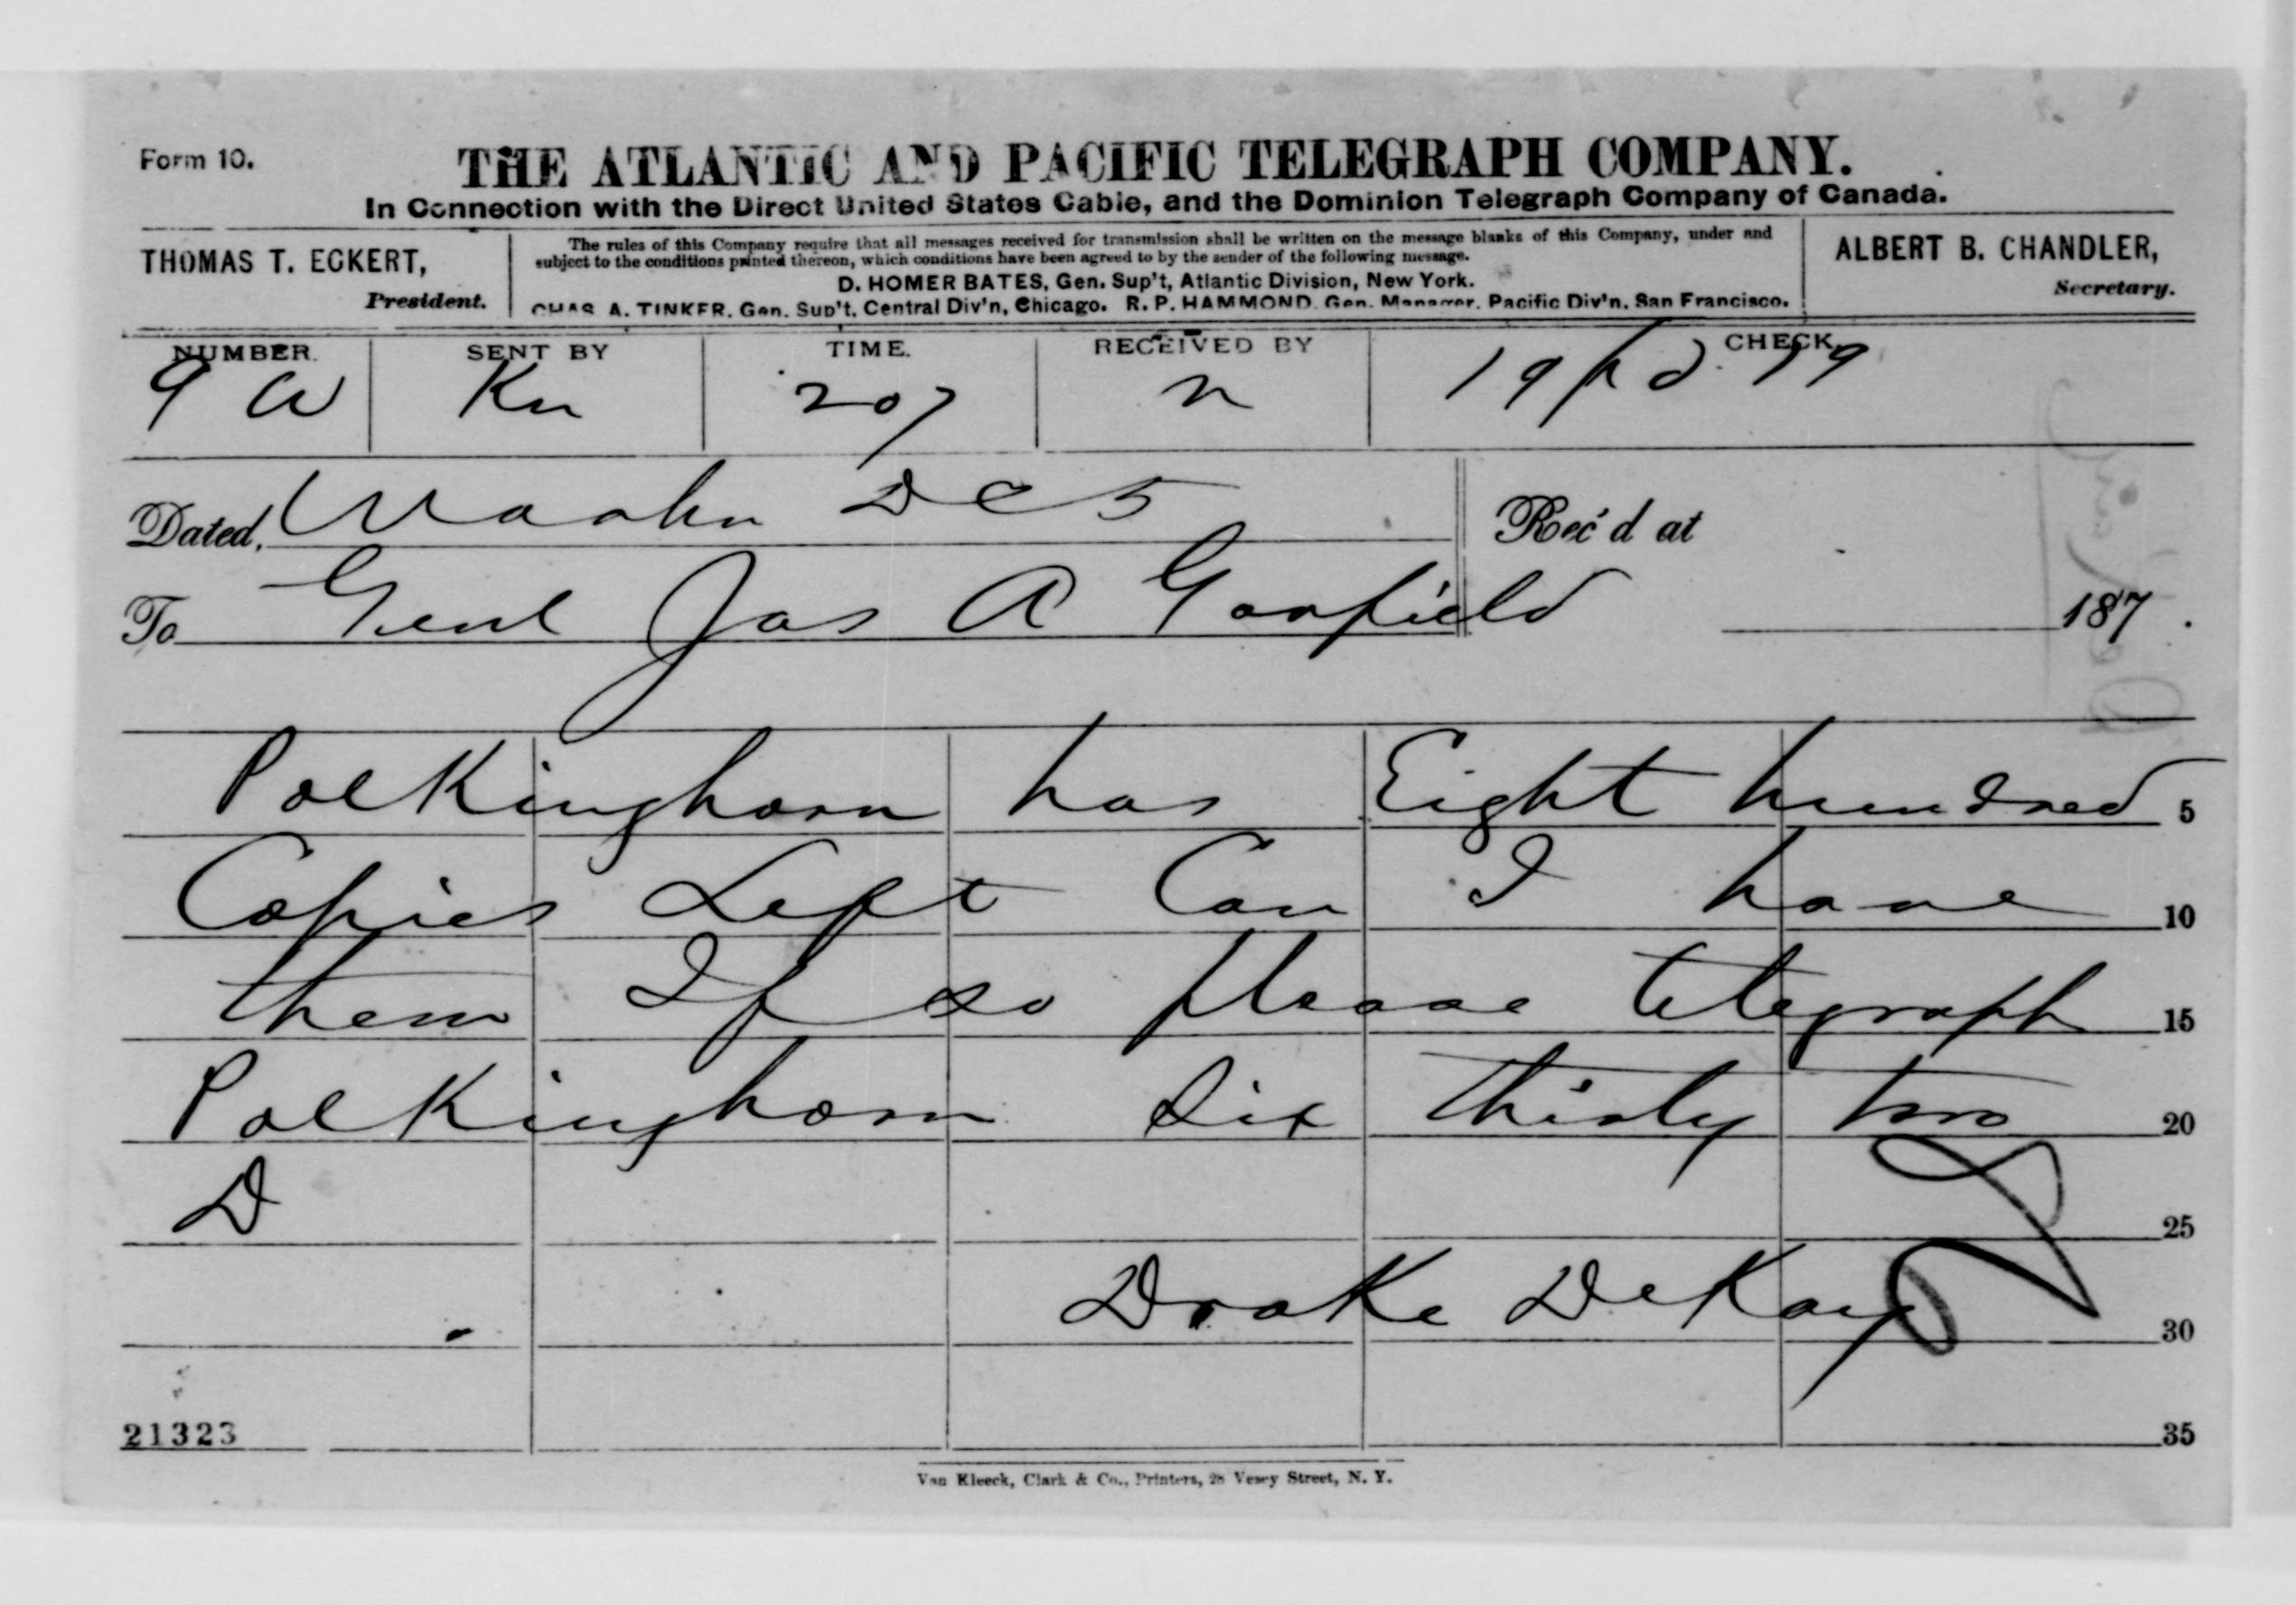 Form 10.
THE ATLANTIC AND PACIFIC TELEGRAPH COMPANY.
In Connection with the Direct United States Cable, and the Dominion Telegraph Company of Canada.
THOMAS T. ECKERT,
President.
The rules of this Company require that all messages received for transmission shall be written on the message blanks of this Company, under and
subject to the conditions printed thereon, which conditions have been agreed to by the sender of the following message.
D. HOMER BATES, Gen. Sup't, Atlantic Division, New York.
CHAS A. TINKER, Gen. Sup't, Central Div'n, Chicago. R. P. HAMMOND, Gen. Manager, Pacific Div'n, San Francisco.
ALBERT B. CHANDLER,
Secretary.
NUMBER. SENT BY TIME. RECEIVED BY CHECK
9 W Kn 207 n 19 pd. 99
Dated, Washn DC 5 Rec'd at
To Genl Jas A Garfield 187 .
Polkinghorn has Eight hundred 5
Copies Left Can I have 10
them If so please telegraph 15
Polkinghorn Six thirty two 20
D 25
Drake DeKay 30
21323 35
Van Kleeck, Clark & Co., Printers, 28 Vesey Street, N. Y.